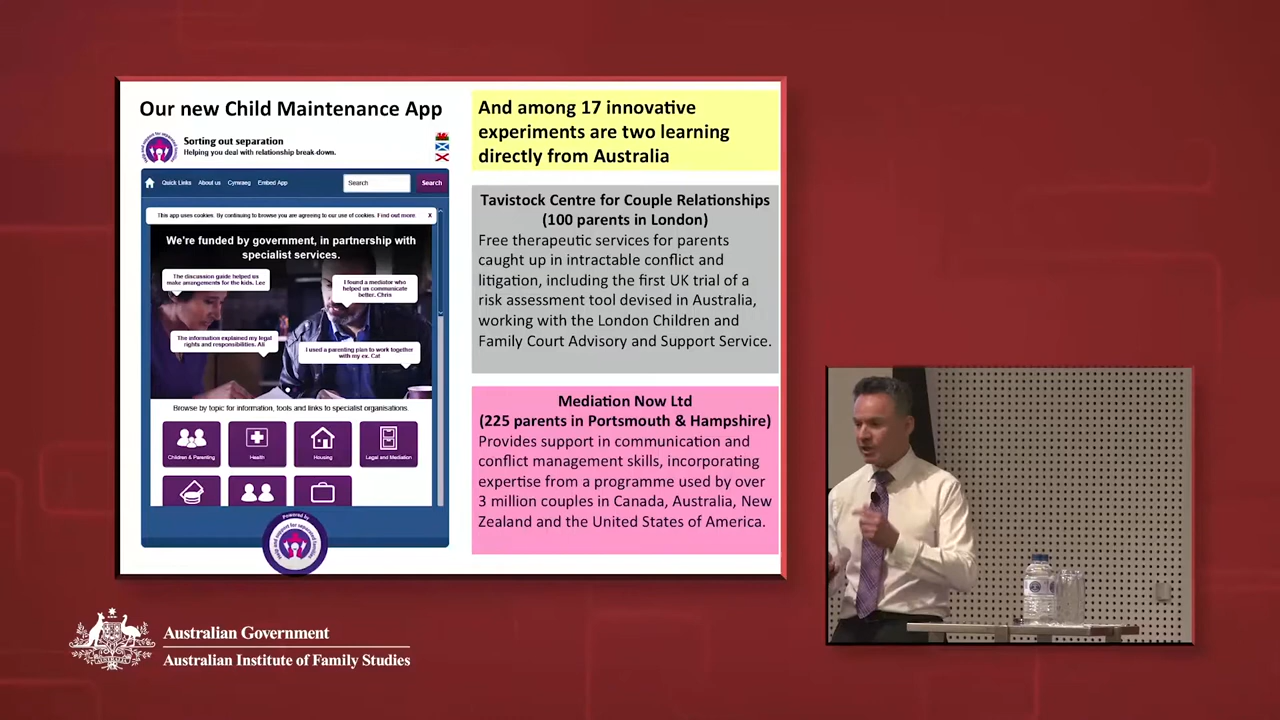 Our new Child Maintenance App
Sorting out separation
Helping you deal with relationship break-down.
Quick Links About us Cymraeg Embed App
Search Search
This app uses cookies. By continuing to browse you are agreeing to our use of cookies. Find out more. X
We're funded by government, in partnership with
specialist services.
The discussion guide helped us
make arrangements for the kids. Lee
I found a mediator who
helped us communicate
better. Chris
The information explained my legal
rights and responsibilities. Ali
I used a parenting plan to work together
with my ex. Cat
Browse by topic for information, tools and links to specialist organisations.
Children & Parenting
Health
Housing
Legal and Mediation
Powered by
And among 17 innovative
experiments are two learning
directly from Australia
Tavistock Centre for Couple Relationships
(100 parents in London)
Free therapeutic services for parents
caught up in intractable conflict and
litigation, including the first UK trial of a
risk assessment tool devised in Australia,
working with the London Children and
Family Court Advisory and Support Service.
Mediation Now Ltd
(225 parents in Portsmouth & Hampshire)
Provides support in communication and
conflict management skills, incorporating
expertise from a programme used by over
3 million couples in Canada, Australia, New
Zealand and the United States of America.
Australian Government
Australian Institute of Family Studies